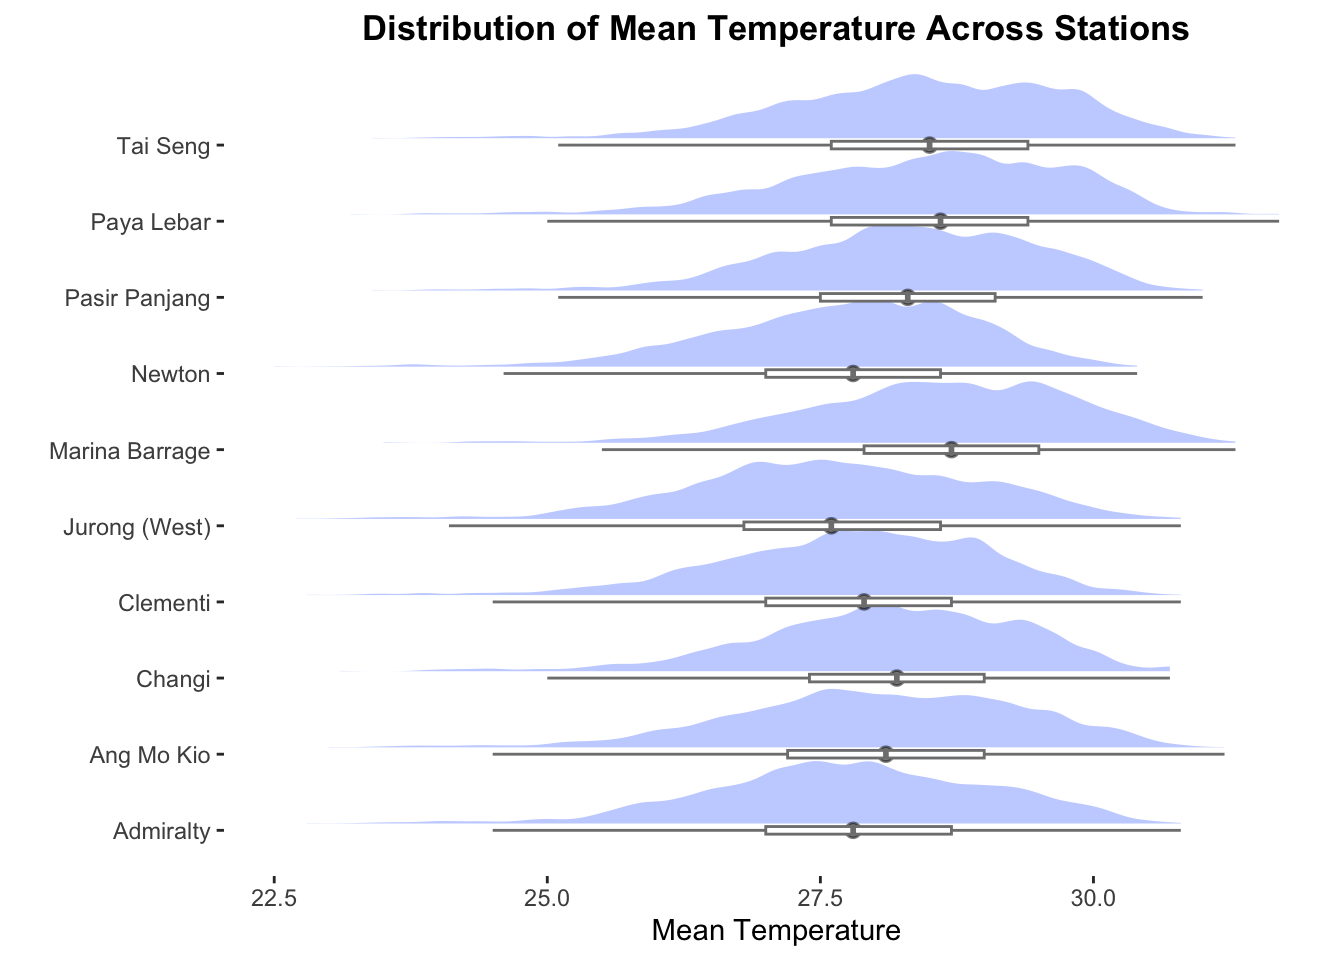 Distribution of Mean Temperature Across Stations
Tai Seng
Paya Lebar
Pasir Panjang
Newton
Marina Barrage
Jurong (West)
Clementi
Changi
Ang Mo Kio
Admiralty
22.5 25.0 27.5 30.0
Mean Temperature